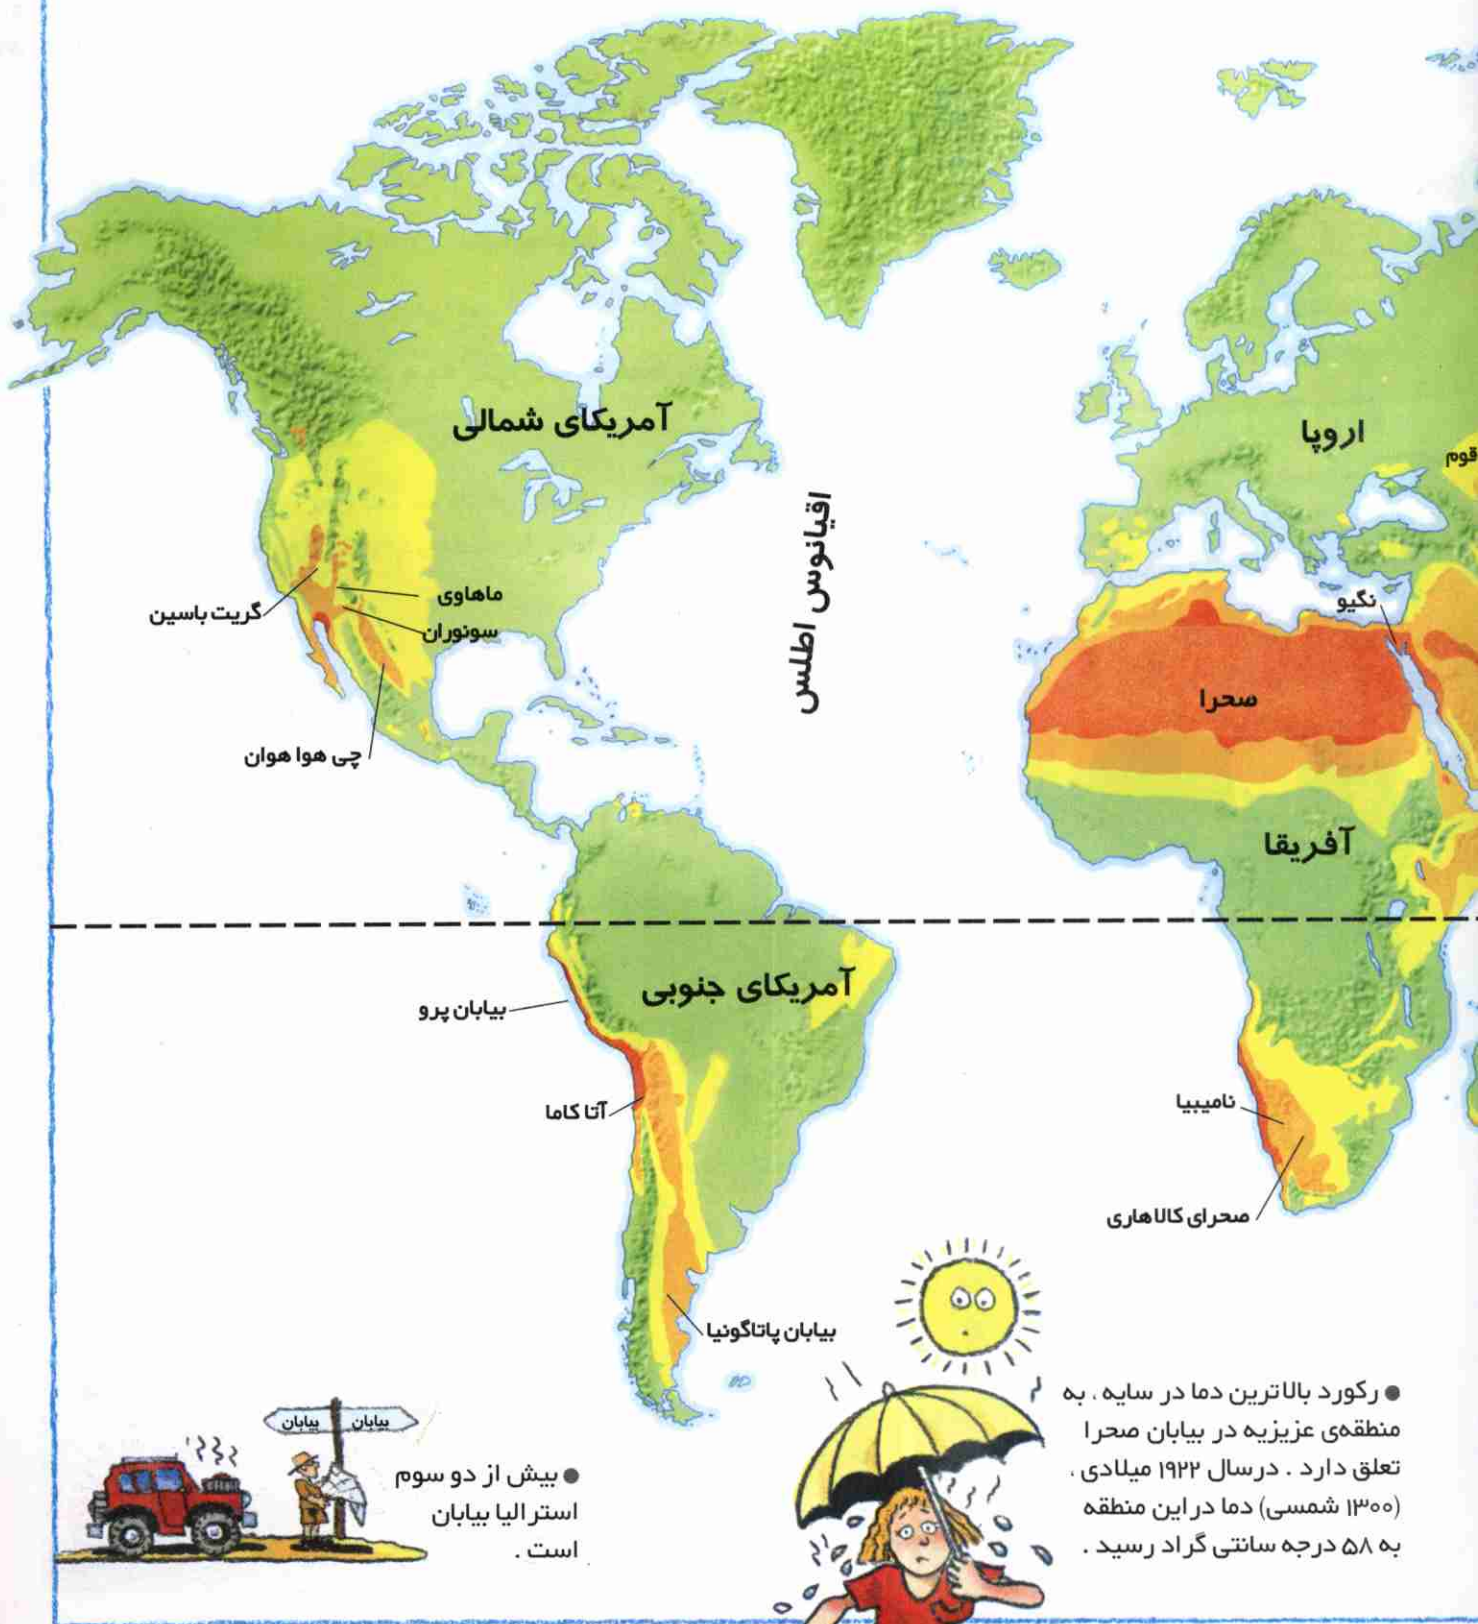 آمریکای شمالی
اروپا
قوم
اقیانوس اطلس
ماهاوی
گریت باسین
سونوران
نگیو
صحرا
چی هوا هوان
آفریقا
آمریکای جنوبی
بیابان پرو
آتا کاما
نامیبیا
صحرای کالاهاری
بیابان پاتاگونیا
● رکورد بالاترین دما در سایه ، به
منطقه‌ی عزیزیه در بیابان صحرا
تعلق دارد . درسال ۱۹۲۲ میلادی ،
(۱۳۰۰ شمسی) دما در این منطقه
به ۵۸ درجه سانتی گراد رسید .
بیابان
بیابان
● بیش از دو سوم
استرالیا بیابان
است .